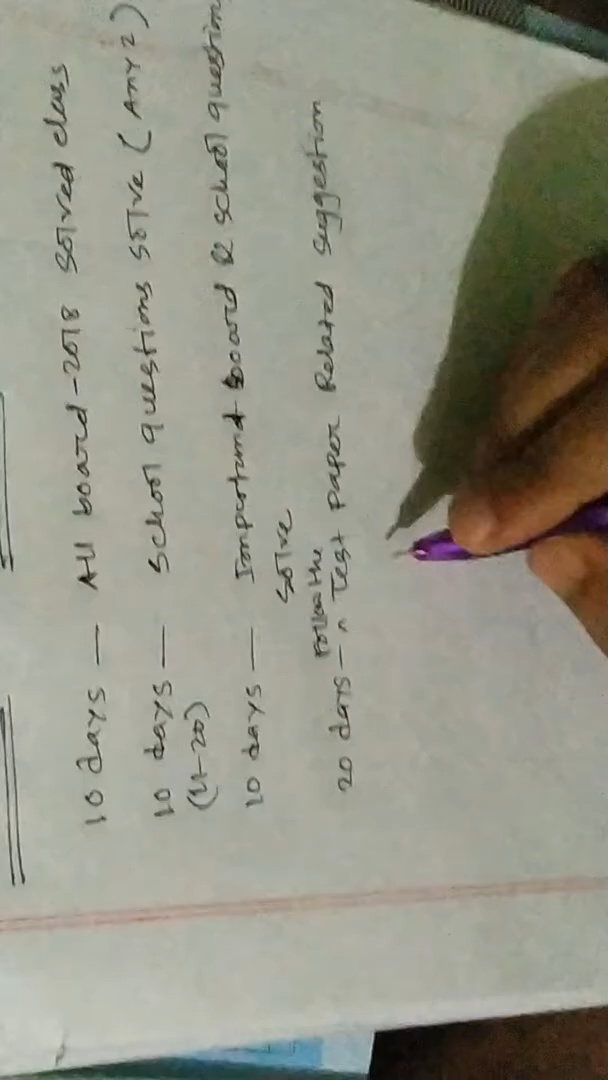 10 days — All board-2018 solved class
10 days — School questions solve (Any 2)
(11-20)
10 days — Important board & school question
solve
Follow the
20 days — ^ Test paper Related suggestion